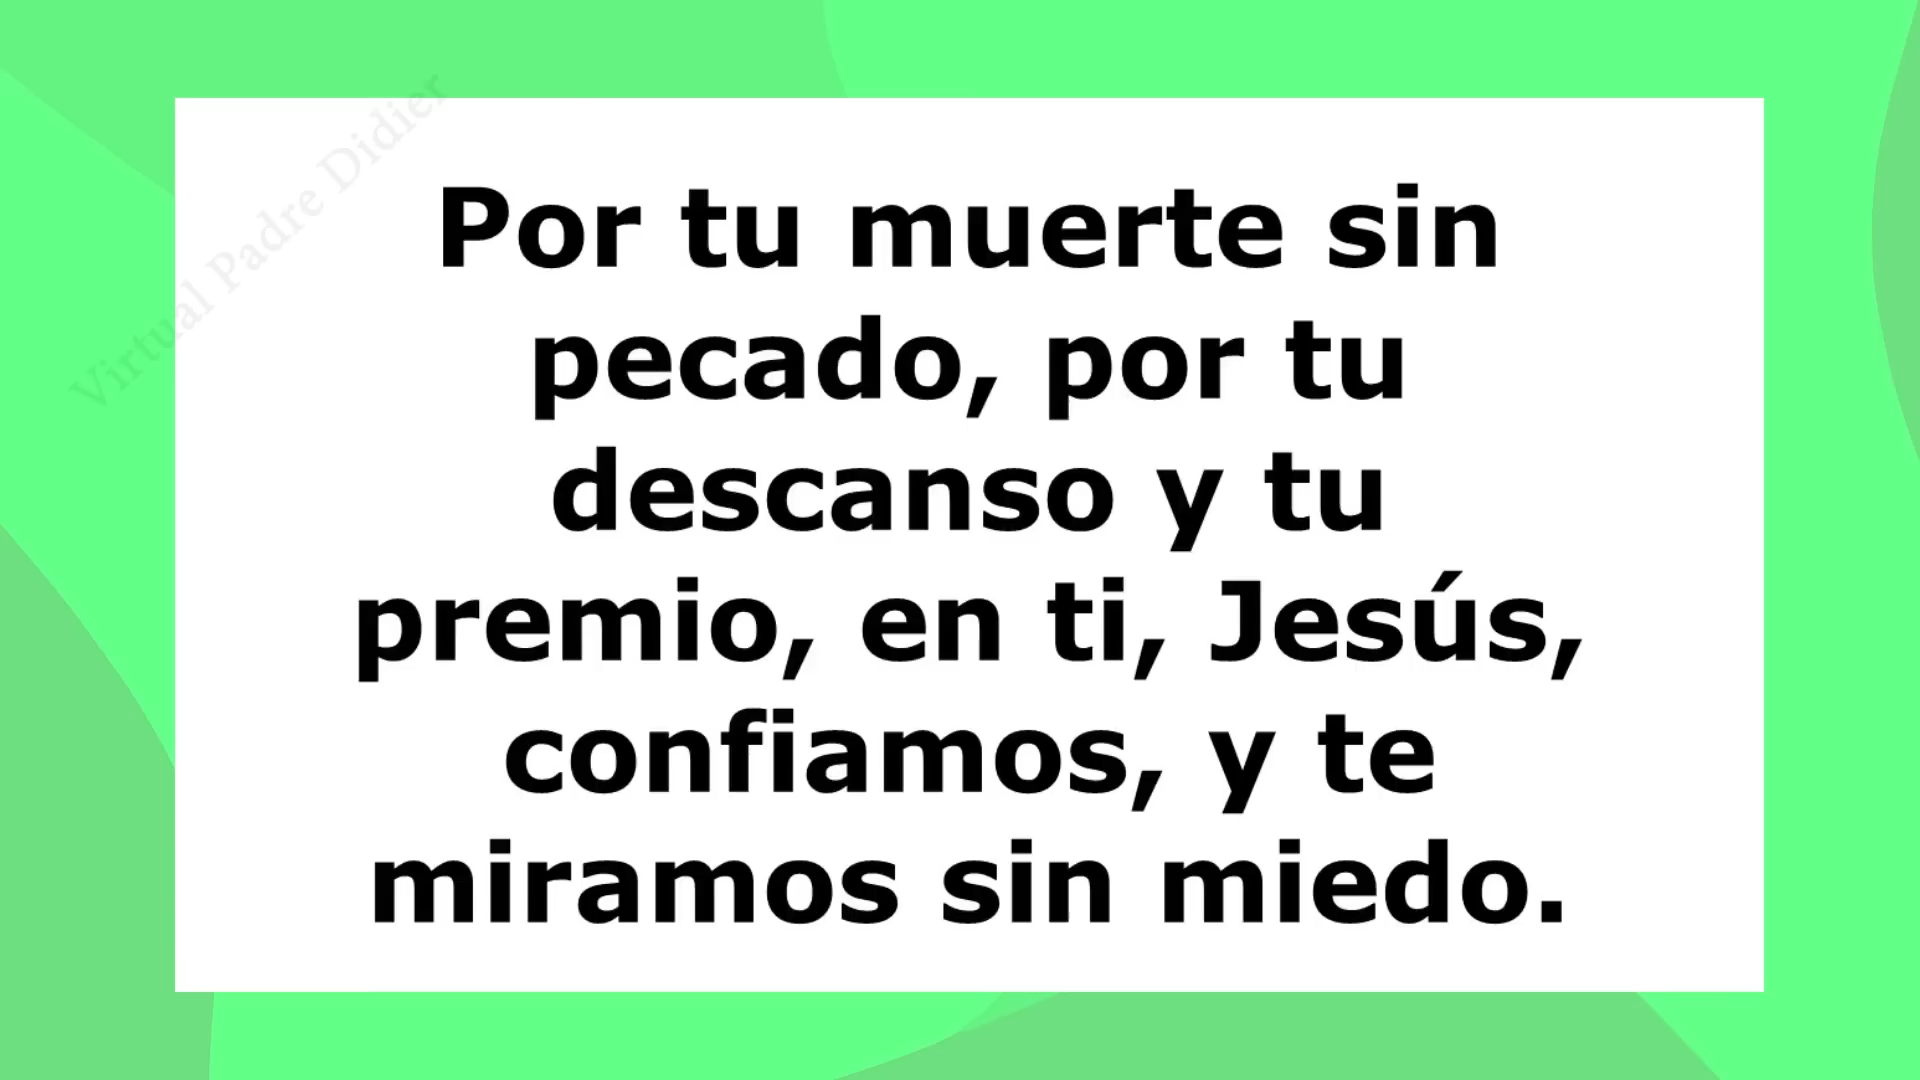 Virtual Padre Didier
Por tu muerte sin
pecado, por tu
descanso y tu
premio, en ti, Jesús,
confiamos, y te
miramos sin miedo.